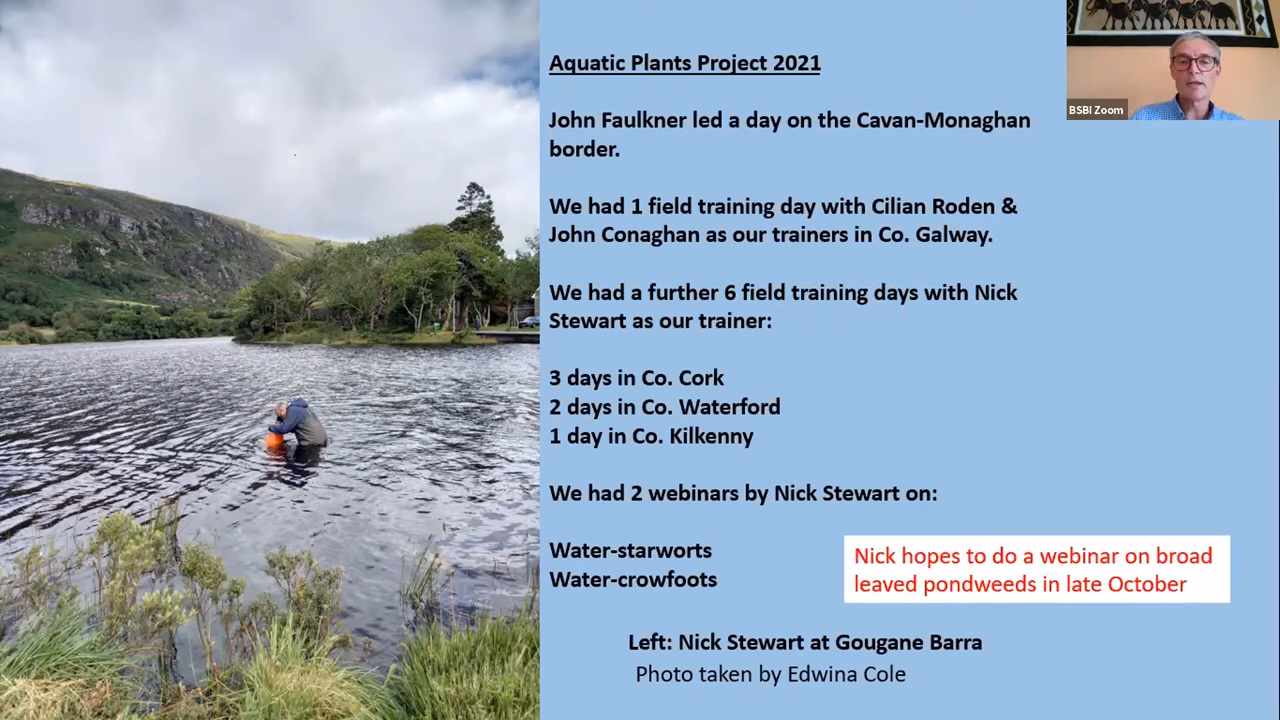 Aquatic Plants Project 2021
BSBI Zoom
John Faulkner led a day on the Cavan-Monaghan
border.
We had 1 field training day with Cilian Roden &
John Conaghan as our trainers in Co. Galway.
We had a further 6 field training days with Nick
Stewart as our trainer:
3 days in Co. Cork
2 days in Co. Waterford
1 day in Co. Kilkenny
We had 2 webinars by Nick Stewart on:
Water-starworts
Water-crowfoots
Nick hopes to do a webinar on broad
leaved pondweeds in late October
Left: Nick Stewart at Gougane Barra
Photo taken by Edwina Cole